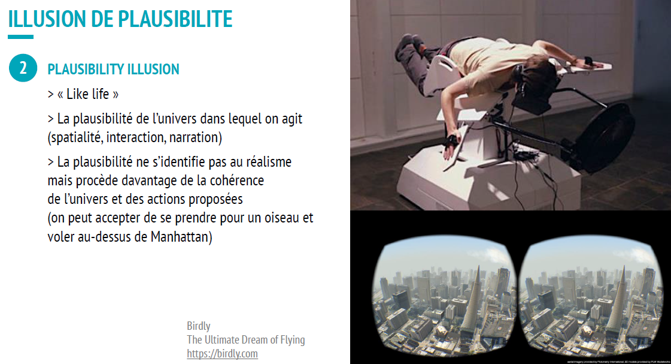 ILLUSION DE PLAUSIBILITE
2
PLAUSIBILITY ILLUSION
> « Like life »
> La plausibilité de l'univers dans lequel on agit
(spatialité, interaction, narration)
> La plausibilité ne s'identifie pas au réalisme
mais procède davantage de la cohérence
de l'univers et des actions proposées
(on peut accepter de se prendre pour un oiseau et
voler au-dessus de Manhattan)
Birdly
The Ultimate Dream of Flying
https://birdly.com